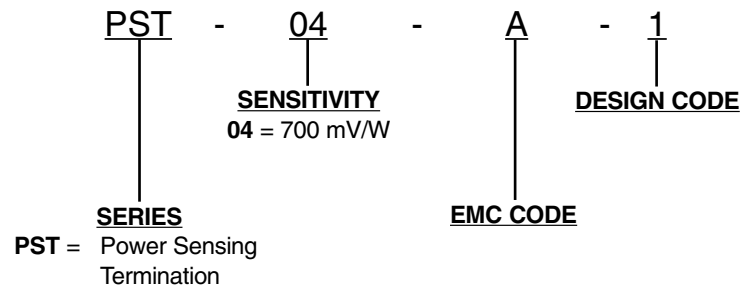 PST - 04 - A - 1
SENSITIVITY
04 = 700 mV/W
DESIGN CODE
SERIES
PST = Power Sensing
Termination
EMC CODE